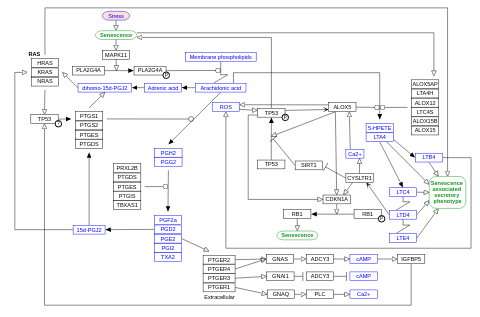 Stress
Senescence
MAPK11
Membrane phospholipids
RAS
HRAS
KRAS
NRAS
PLA2G4A
PLA2G4A
P
dihomo-15d-PGJ2
Adrenic acid
Arachidonic acid
ALOX5AP
LTA4H
ALOX12
LTC4S
ALOX15B
ALOX15
TP53
P
PTGS1
PTGS2
PTGES
PTGDS
ROS
TP53
P
ALOX5
5-HPETE
LTA4
PGH2
PGG2
Ca2+
LTB4
TP53
SIRT1
CYSLTR1
PRXL2B
PTGDS
PTGES
PTGIS
TBXAS1
CDKN1A
LTC4
Senescence
associated
secretory
phenotype
RB1
RB1
P
LTD4
PGF2a
PGD2
PGE2
PGI2
TXA2
15d-PGJ2
Senescence
LTE4
PTGER2
PTGER4
PTGER3
PTGER1
GNAS
ADCY3
cAMP
IGFBP5
GNAI1
ADCY3
cAMP
GNAQ
PLC
Ca2+
Extracellular